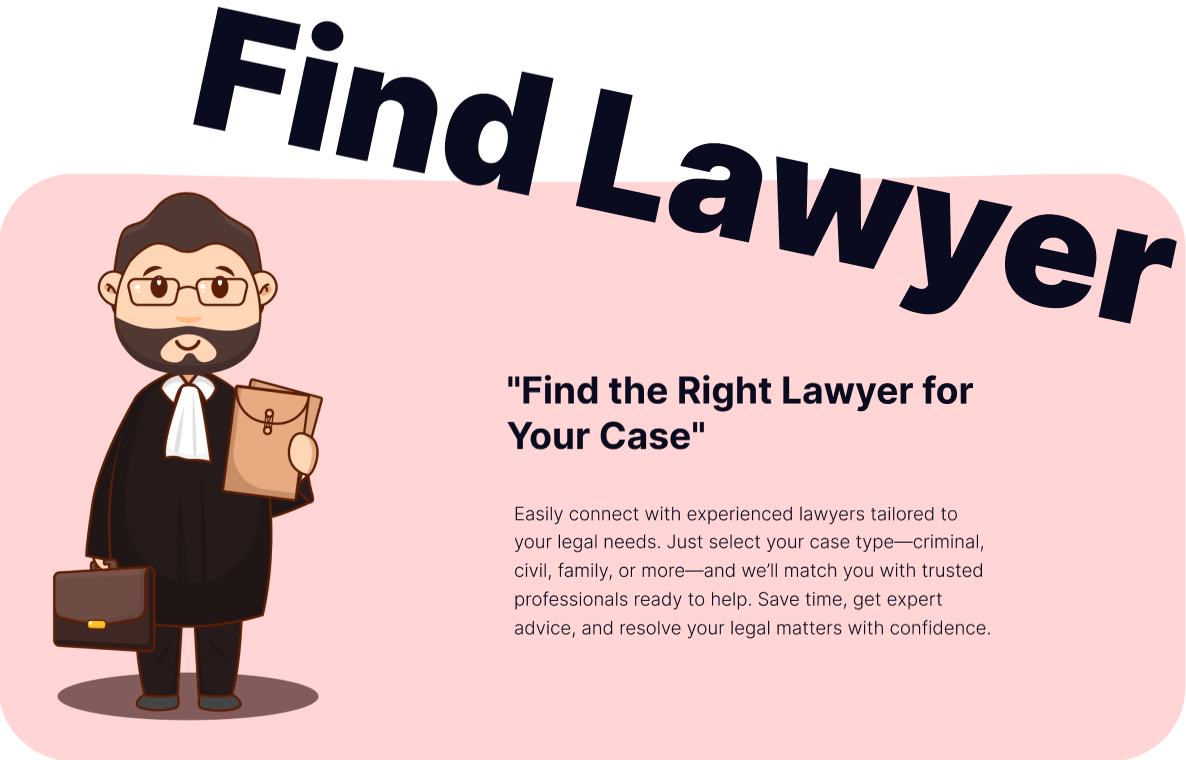 Find Lawyer
"Find the Right Lawyer for
Your Case"
Easily connect with experienced lawyers tailored to
your legal needs. Just select your case type—criminal,
civil, family, or more—and we’ll match you with trusted
professionals ready to help. Save time, get expert
advice, and resolve your legal matters with confidence.